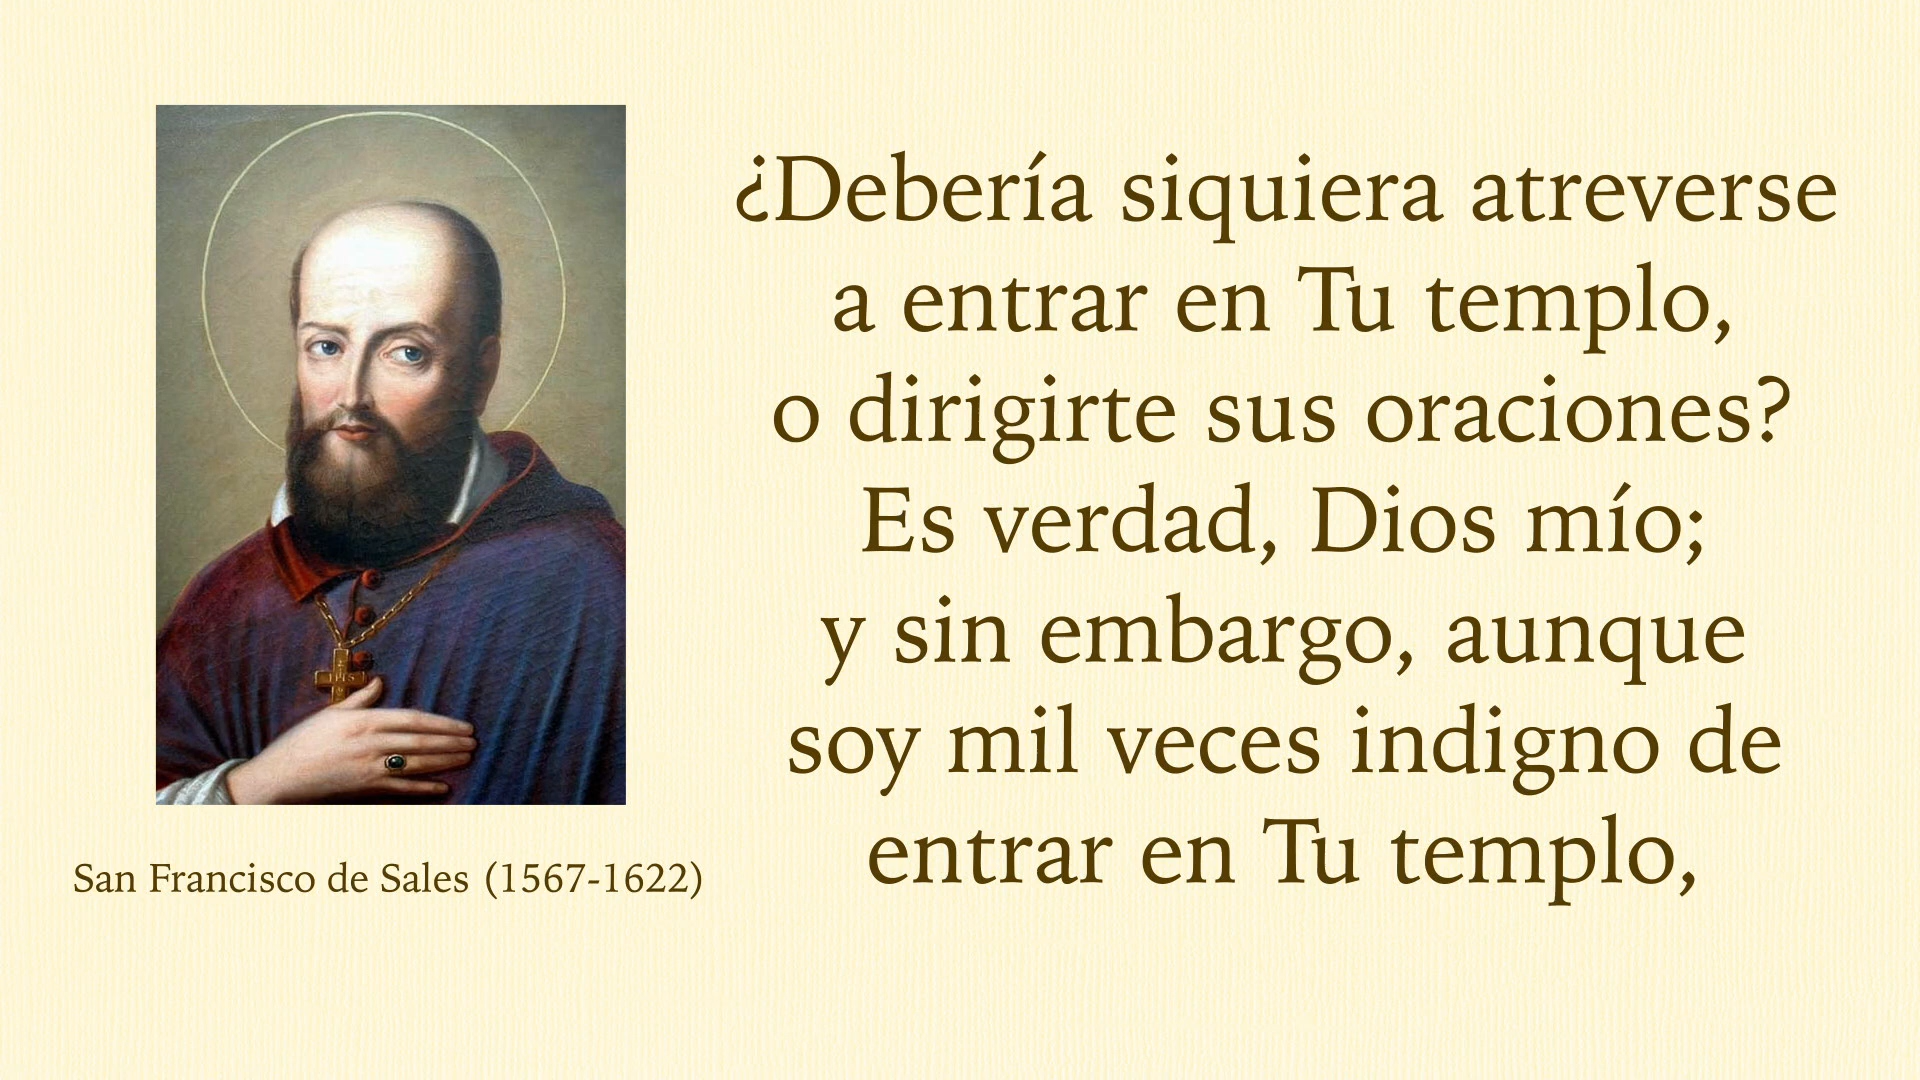 ¿Debería siquiera atreverse
a entrar en Tu templo,
o dirigirte sus oraciones?
Es verdad, Dios mío;
y sin embargo, aunque
soy mil veces indigno de
entrar en Tu templo,
San Francisco de Sales (1567-1622)